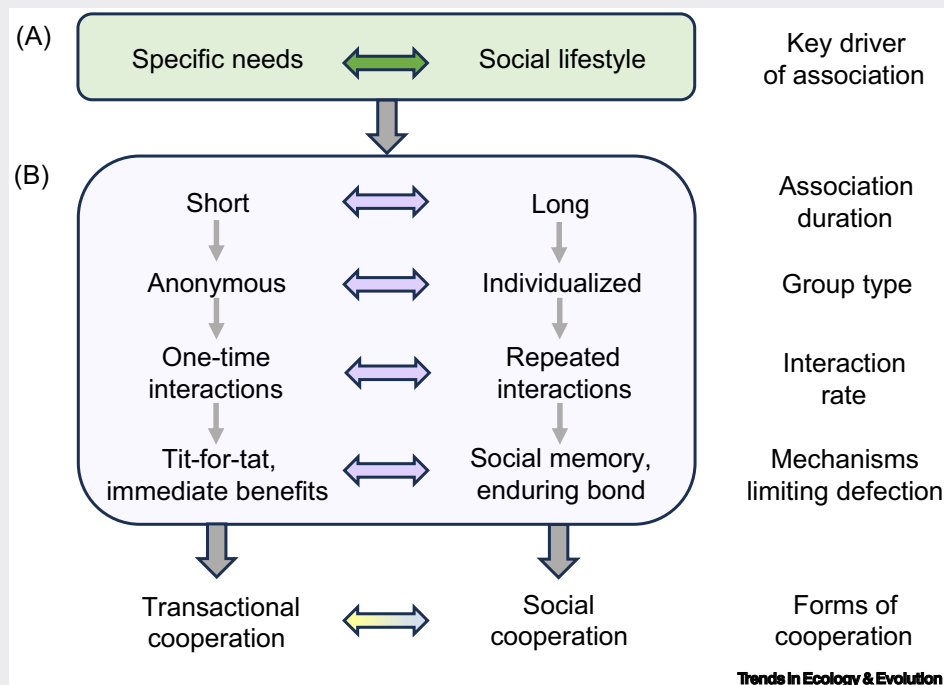 (A)
Specific needs
Social lifestyle
Key driver
of association
(B)
Short
Long
Association
duration
Anonymous
Individualized
Group type
One-time
interactions
Repeated
interactions
Interaction
rate
Tit-for-tat,
immediate benefits
Social memory,
enduring bond
Mechanisms
limiting defection
Transactional
cooperation
Social
cooperation
Forms of
cooperation
Trends in Ecology & Evolution